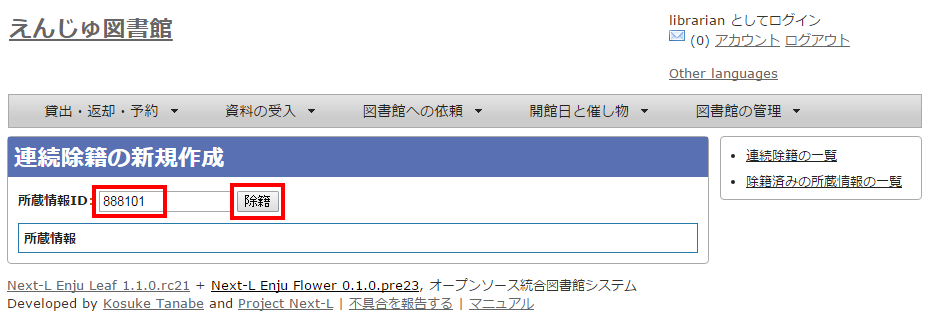 えんじゅ図書館
librarian としてログイン
(0) アカウント ログアウト
Other languages
貸出・返却・予約 資料の受入 図書館への依頼 開館日と催し物 図書館の管理
連続除籍の新規作成
所蔵情報ID: 888101 除籍
所蔵情報
連続除籍の一覧
除籍済みの所蔵情報の一覧
Next-L Enju Leaf 1.1.0.rc21 + Next-L Enju Flower 0.1.0.pre23, オープンソース統合図書館システム
Developed by Kosuke Tanabe and Project Next-L | 不具合を報告する | マニュアル